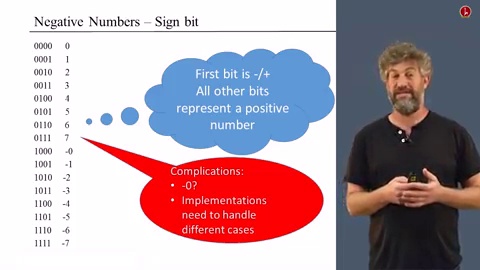 Negative Numbers – Sign bit
0000 0
0001 1
0010 2
0011 3
0100 4
0101 5
0110 6
0111 7
1000 -0
1001 -1
1010 -2
1011 -3
1100 -4
1101 -5
1110 -6
1111 -7
First bit is -/+
All other bits
represent a positive
number
Complications:
• -0?
• Implementations
need to handle
different cases